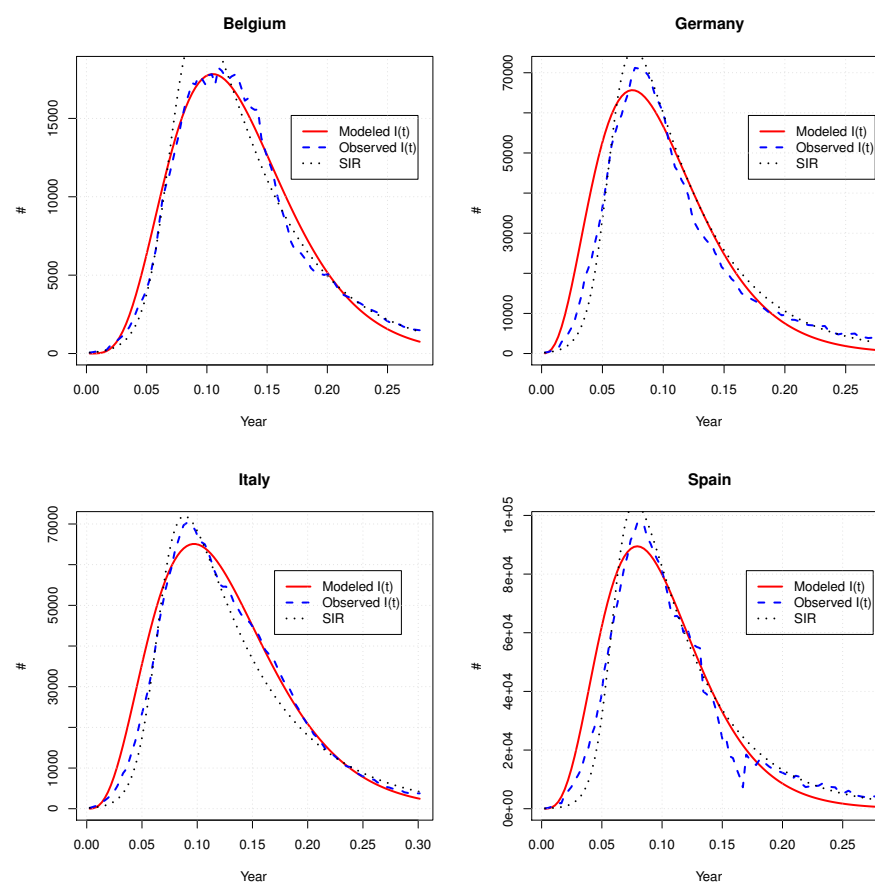 Belgium
15000
10000
5000
0
#
Modeled I(t)
Observed I(t)
SIR
0.00 0.05 0.10 0.15 0.20 0.25
Year
Germany
70000
50000
30000
10000
0
#
Modeled I(t)
Observed I(t)
SIR
0.00 0.05 0.10 0.15 0.20 0.25
Year
Italy
70000
50000
30000
10000
0
#
Modeled I(t)
Observed I(t)
SIR
0.00 0.05 0.10 0.15 0.20 0.25 0.30
Year
Spain
1e+05
8e+04
6e+04
4e+04
2e+04
0e+00
#
Modeled I(t)
Observed I(t)
SIR
0.00 0.05 0.10 0.15 0.20 0.25
Year